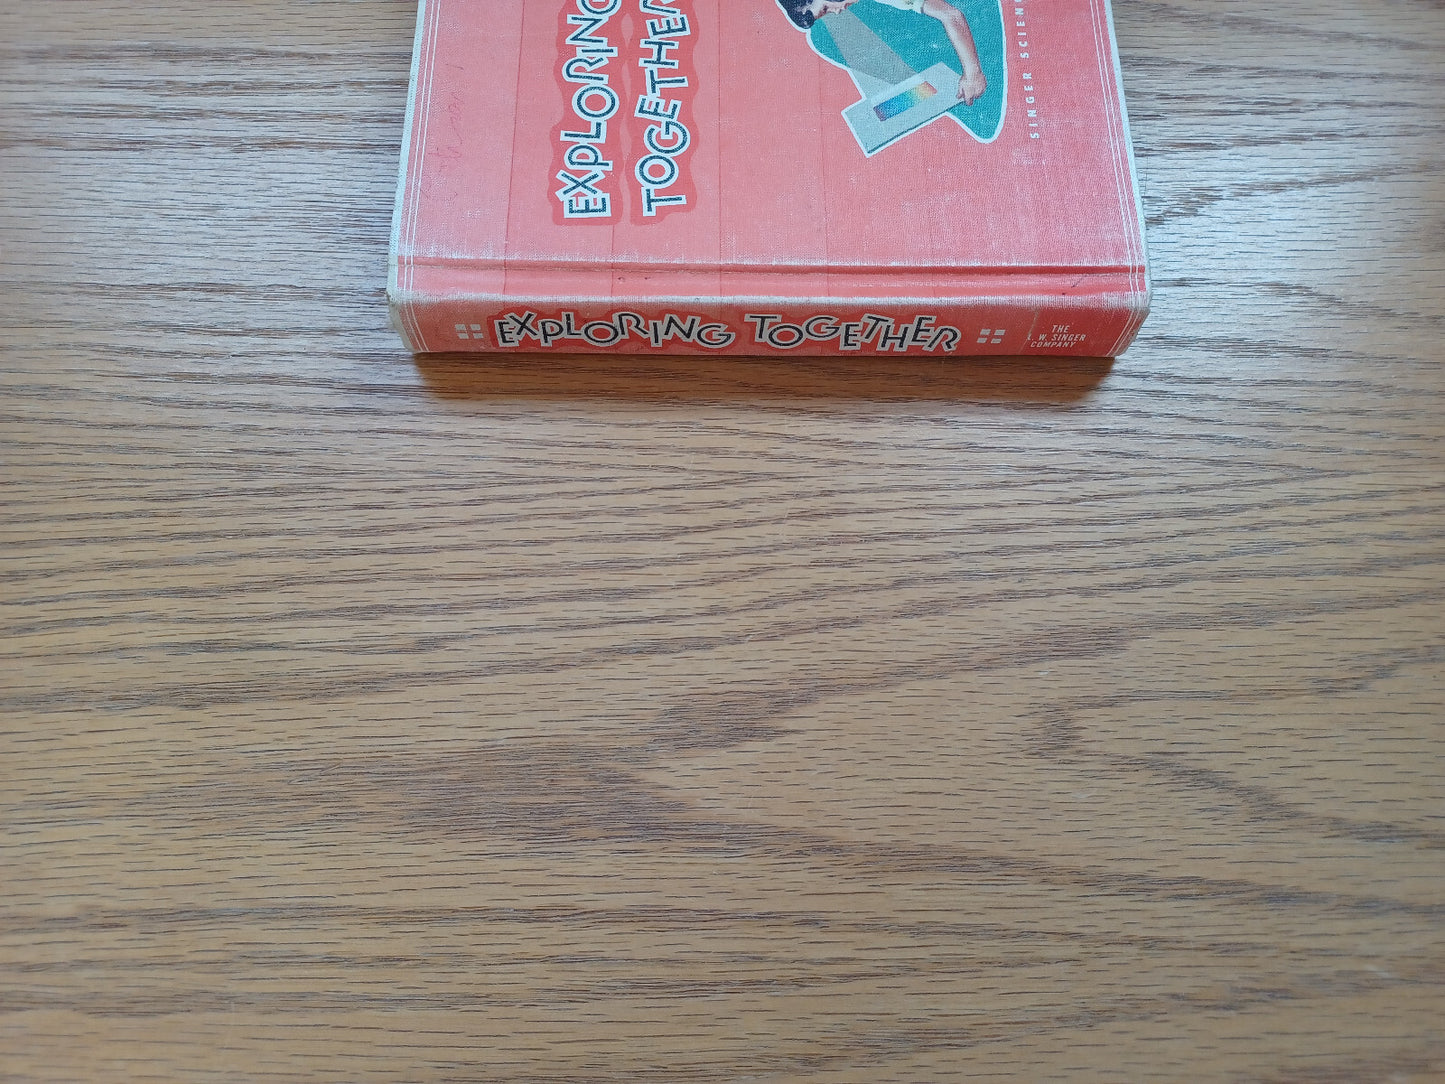 EXPLORING
TOGETHER
SINGER SCIEN
EXPLORING TOGETHER
THE
L. W. SINGER
COMPANY